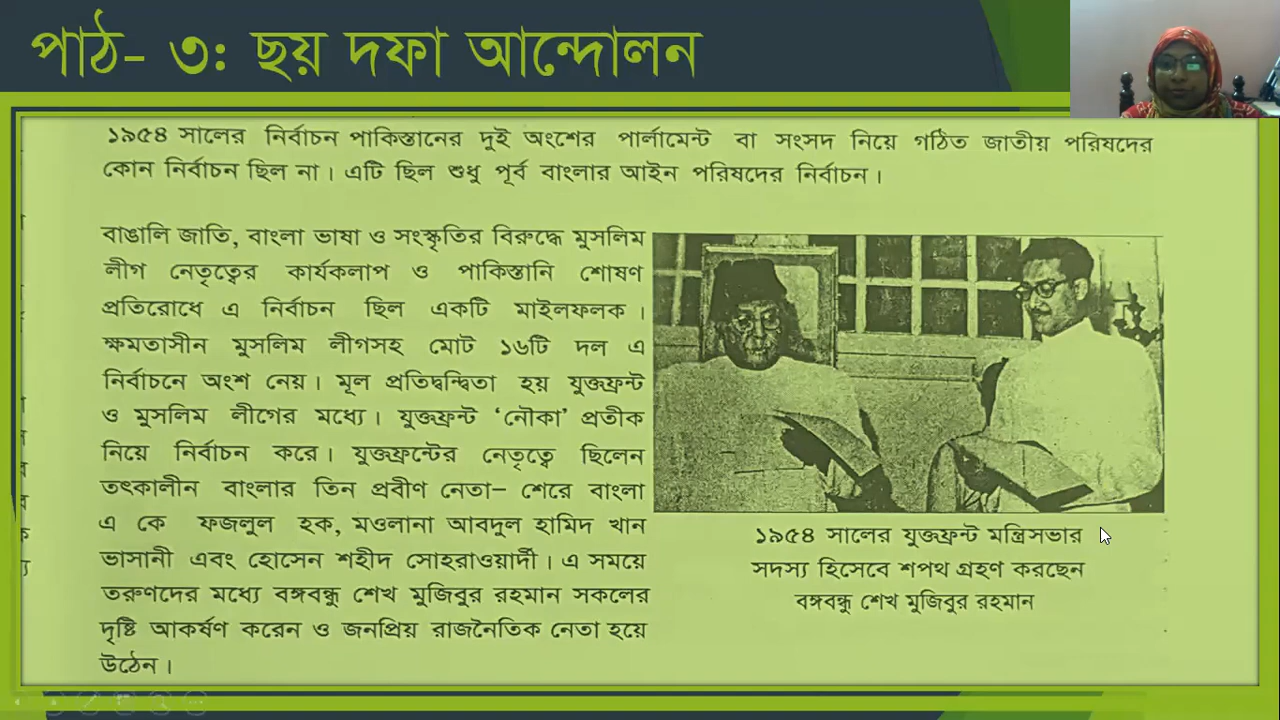 পাঠ- ৩: ছয় দফা আন্দোলন
১৯৫৪ সালের নির্বাচন পাকিস্তানের দুই অংশের পার্লামেন্ট বা সংসদ নিয়ে গঠিত জাতীয় পরিষদের
কোন নির্বাচন ছিল না। এটি ছিল শুধু পূর্ব বাংলার আইন পরিষদের নির্বাচন।
বাঙালি জাতি, বাংলা ভাষা ও সংস্কৃতির বিরুদ্ধে মুসলিম
লীগ নেতৃত্বের কার্যকলাপ ও পাকিস্তানি শোষণ
প্রতিরোধে এ নির্বাচন ছিল একটি মাইলফলক।
ক্ষমতাসীন মুসলিম লীগসহ মোট ১৬টি দল এ
নির্বাচনে অংশ নেয়। মূল প্রতিদ্বন্দ্বিতা হয় যুক্তফ্রন্ট
ও মুসলিম লীগের মধ্যে। যুক্তফ্রন্ট ‘নৌকা’ প্রতীক
নিয়ে নির্বাচন করে। যুক্তফ্রন্টের নেতৃত্বে ছিলেন
তৎকালীন বাংলার তিন প্রবীণ নেতা– শেরে বাংলা
এ কে ফজলুল হক, মওলানা আবদুল হামিদ খান
ভাসানী এবং হোসেন শহীদ সোহরাওয়ার্দী। এ সময়ে
তরুণদের মধ্যে বঙ্গবন্ধু শেখ মুজিবুর রহমান সকলের
দৃষ্টি আকর্ষণ করেন ও জনপ্রিয় রাজনৈতিক নেতা হয়ে
উঠেন।
১৯৫৪ সালের যুক্তফ্রন্ট মন্ত্রিসভার
সদস্য হিসেবে শপথ গ্রহণ করছেন
বঙ্গবন্ধু শেখ মুজিবুর রহমান